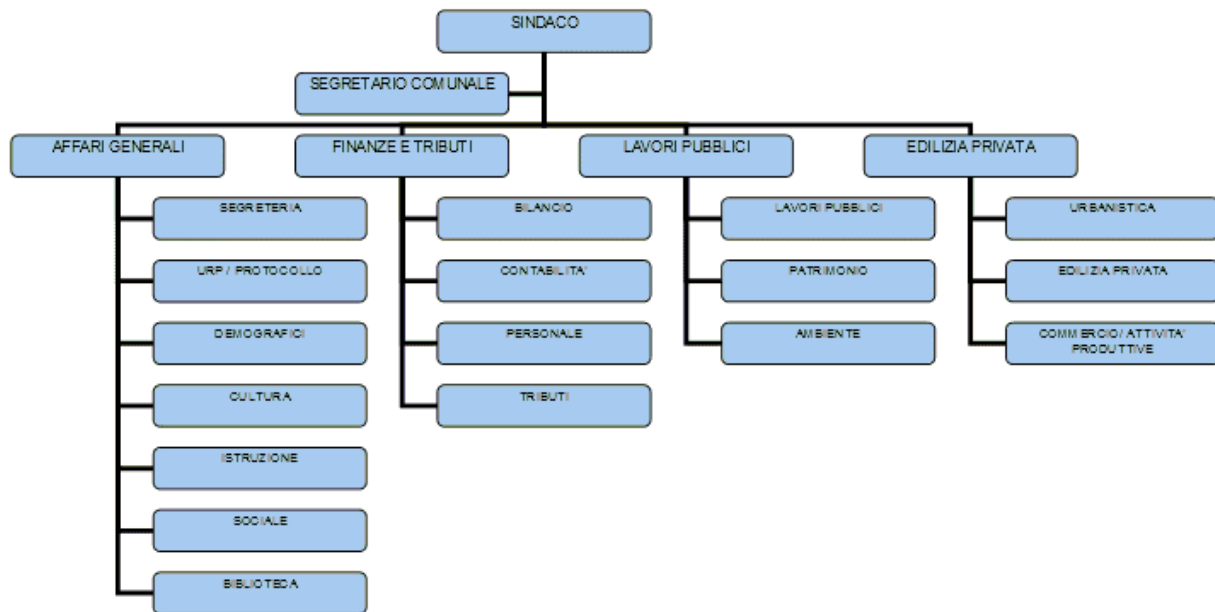 SINDACO
SEGRETARIO COMUNALE
AFFARI GENERALI
SEGRETERIA
URP / PROTOCOLLO
DEMOGRAFICI
CULTURA
ISTRUZIONE
SOCIALE
BIBLIOTECA
FINANZE E TRIBUTI
BILANCIO
CONTABILITA'
PERSONALE
TRIBUTI
LAVORI PUBBLICI
LAVORI PUBBLICI
PATRIMONIO
AMBIENTE
EDILIZIA PRIVATA
URBANISTICA
EDILIZIA PRIVATA
COMMERCIO/ ATTIVITA'
PRODUTTIVE